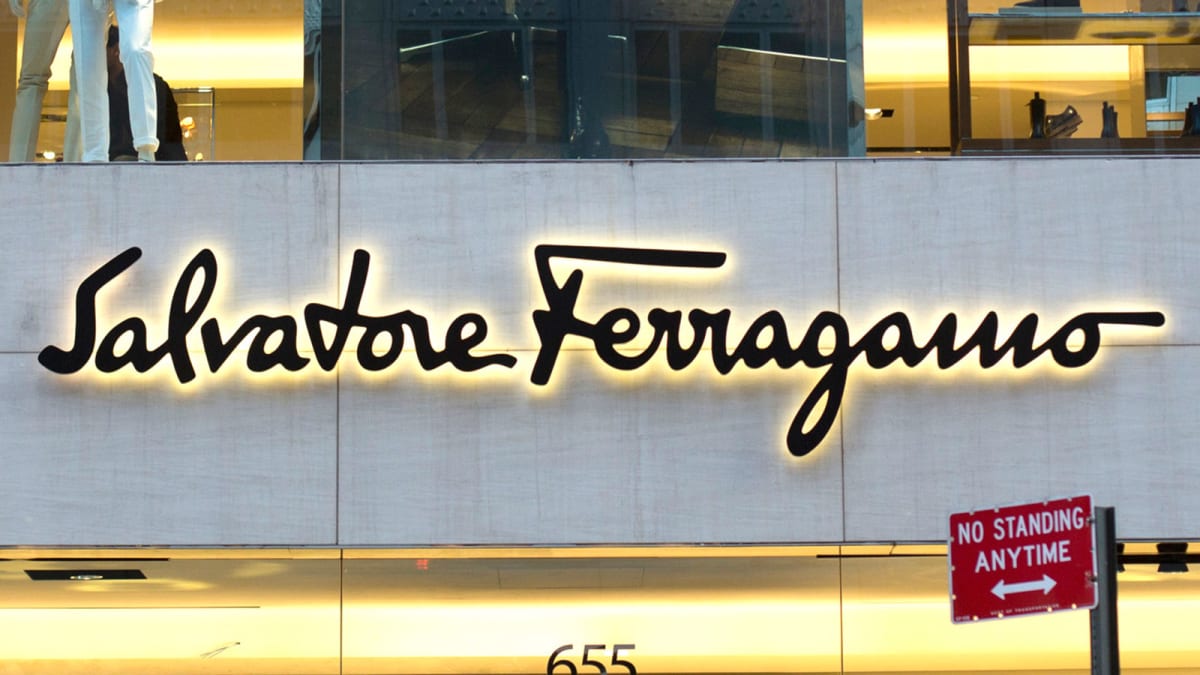 Salvatore Ferragamo
NO STANDING
ANYTIME
655